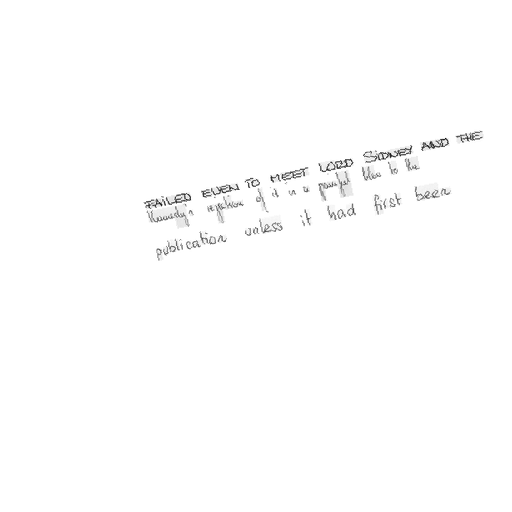 FAILED EVEN TO MEET LORD SIDNEY AND THE
Kennedy's rejection of it is a painful blow to the
publication unless it had first been